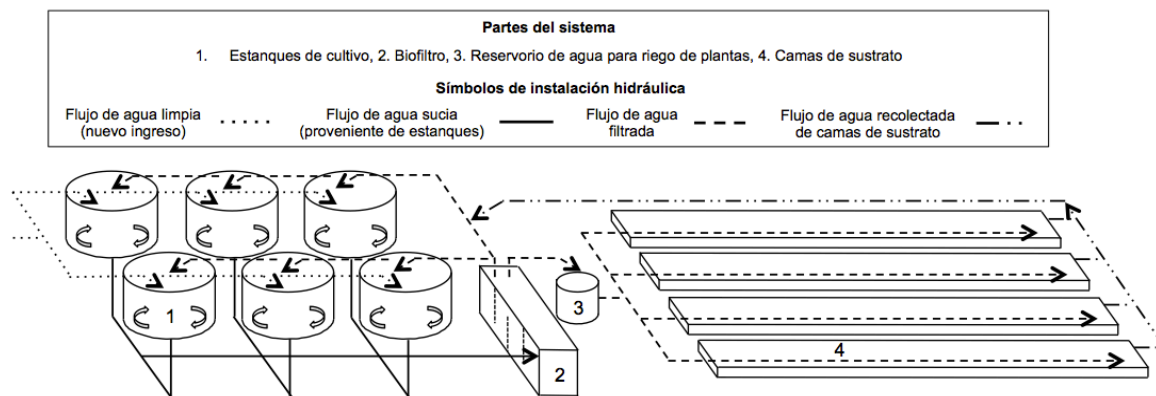 Partes del sistema
1. Estanques de cultivo, 2. Biofiltro, 3. Reservorio de agua para riego de plantas, 4. Camas de sustrato
Símbolos de instalación hidráulica
Flujo de agua limpia (nuevo ingreso)
Flujo de agua sucia (proveniente de estanques)
Flujo de agua filtrada
Flujo de agua recolectada de camas de sustrato
1
2
3
4